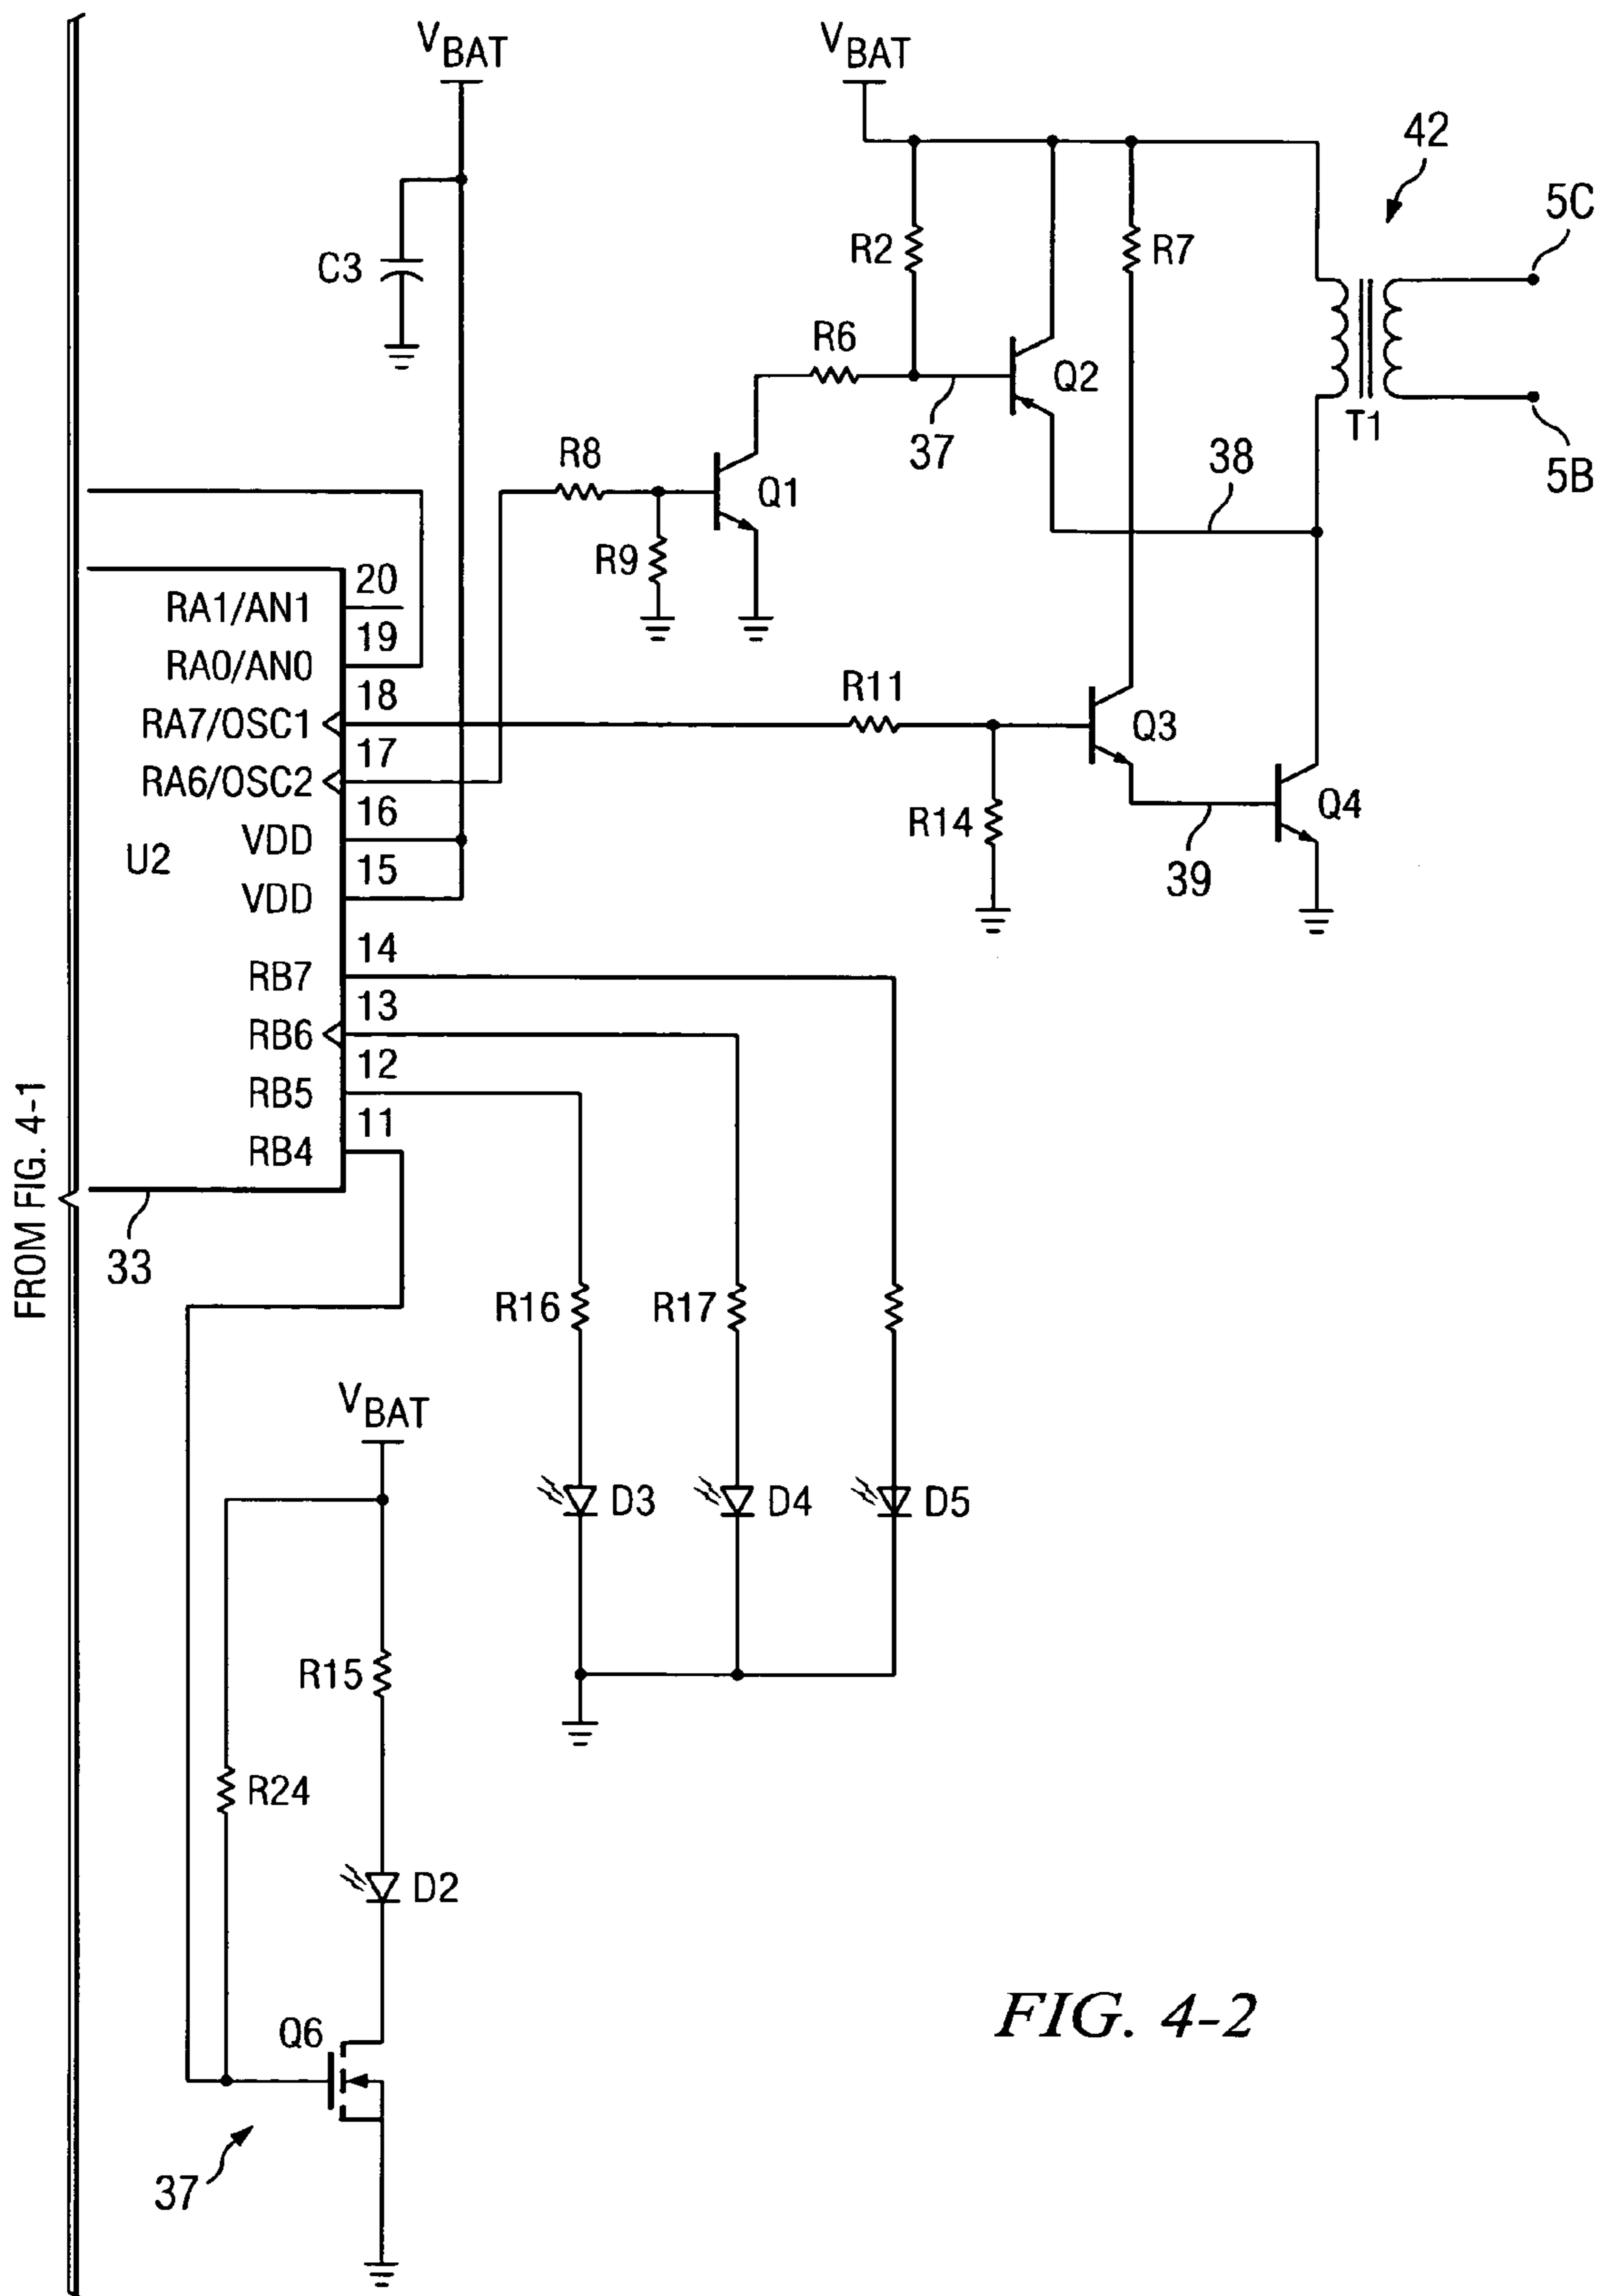 VBAT
VBAT
42
5C
C3
R2
R7
R6
Q2
T1
37
38
5B
R8
Q1
R9
20
RA1/AN1
19
RA0/AN0
18
R11
RA7/OSC1
Q3
17
RA6/OSC2
16
R14
Q4
VDD
U2
15
39
VDD
14
RB7
13
RB6
12
RB5
11
RB4
FROM FIG. 4-1
33
R16
R17
VBAT
D3
D4
D5
R15
R24
D2
Q6
FIG. 4-2
37